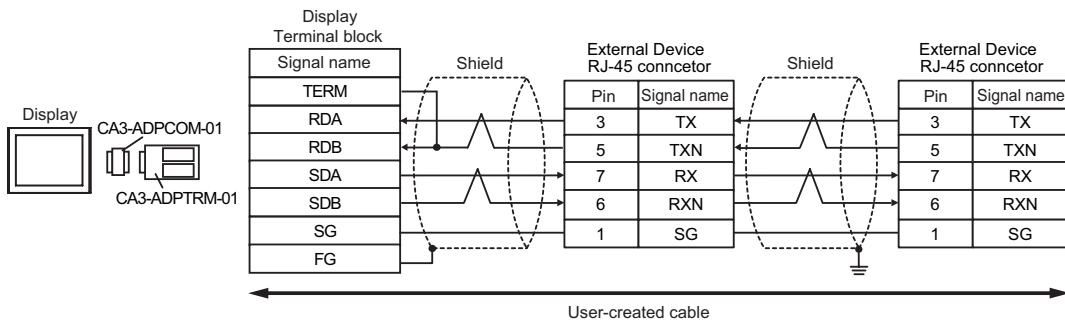 Display
CA3-ADPCOM-01
CA3-ADPTRM-01
Display
Terminal block
Signal name
TERM
RDA
RDB
SDA
SDB
SG
FG
Shield
External Device
RJ-45 conncetor
Pin Signal name
3 TX
5 TXN
7 RX
6 RXN
1 SG
Shield
External Device
RJ-45 conncetor
Pin Signal name
3 TX
5 TXN
7 RX
6 RXN
1 SG
User-created cable